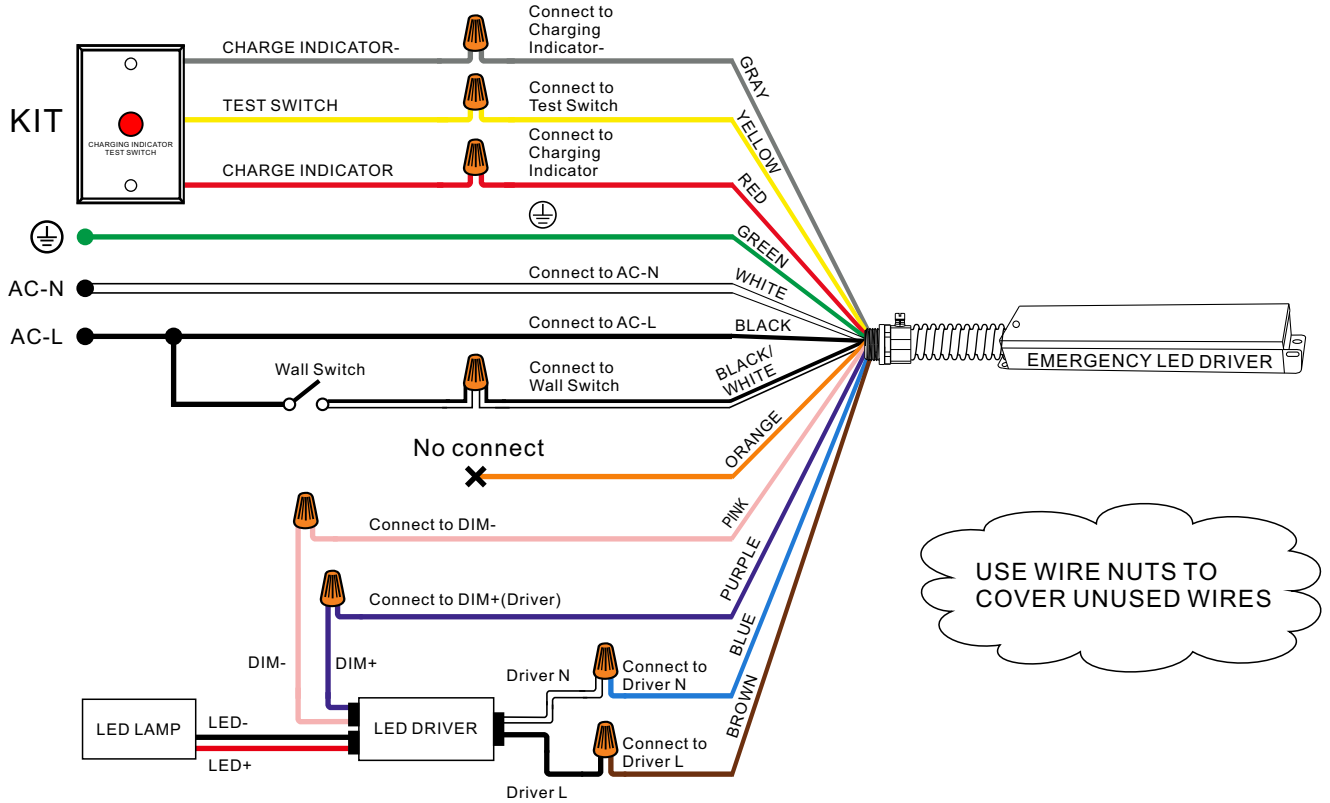 KIT
CHARGING INDICATOR
TEST SWITCH
CHARGE INDICATOR-
Connect to
Charging
Indicator-
GRAY
TEST SWITCH
Connect to
Test Switch
YELLOW
CHARGE INDICATOR
Connect to
Charging
Indicator
RED
GREEN
AC-N
Connect to AC-N
WHITE
AC-L
Connect to AC-L
BLACK
Wall Switch
Connect to
Wall Switch
BLACK/
WHITE
EMERGENCY LED DRIVER
No connect
ORANGE
Connect to DIM-
PINK
Connect to DIM+(Driver)
PURPLE
DIM-
DIM+
Driver N
Connect to
Driver N
BLUE
LED LAMP
LED-
LED+
LED DRIVER
Connect to
Driver L
BROWN
Driver L
USE WIRE NUTS TO
COVER UNUSED WIRES